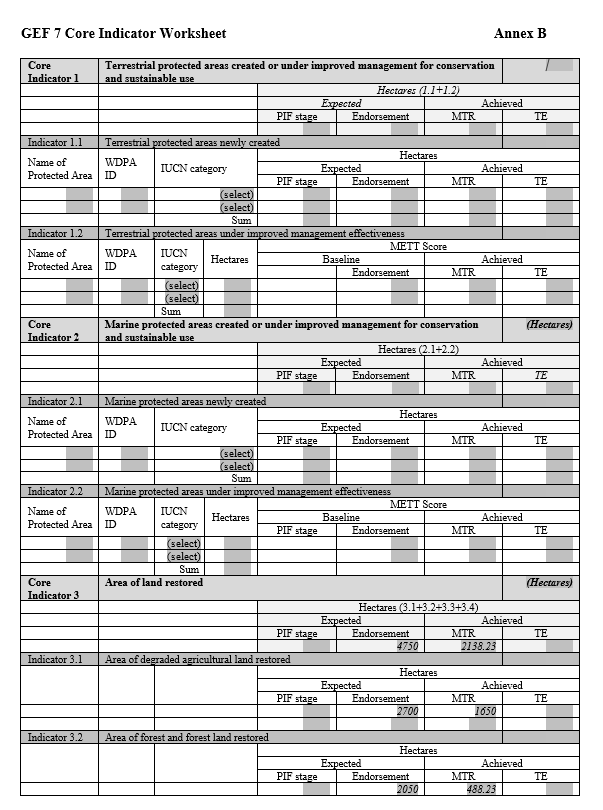 GEF 7 Core Indicator Worksheet Annex B
Core Indicator 1 Terrestrial protected areas created or under improved management for conservation and sustainable use /
Hectares (1.1+1.2)
Expected Achieved
PIF stage Endorsement MTR TE
Indicator 1.1 Terrestrial protected areas newly created
Name of Protected Area WDPA ID IUCN category Hectares
Expected Achieved
PIF stage Endorsement MTR TE
(select)
(select)
Sum
Indicator 1.2 Terrestrial protected areas under improved management effectiveness
Name of Protected Area WDPA ID IUCN category Hectares METT Score
Baseline Achieved
Endorsement MTR TE
(select)
(select)
Sum
Core Indicator 2 Marine protected areas created or under improved management for conservation and sustainable use (Hectares)
Hectares (2.1+2.2)
Expected Achieved
PIF stage Endorsement MTR TE
Indicator 2.1 Marine protected areas newly created
Name of Protected Area WDPA ID IUCN category Hectares
Expected Achieved
PIF stage Endorsement MTR TE
(select)
(select)
Sum
Indicator 2.2 Marine protected areas under improved management effectiveness
Name of Protected Area WDPA ID IUCN category Hectares METT Score
Baseline Achieved
PIF stage Endorsement MTR TE
(select)
(select)
Sum
Core Indicator 3 Area of land restored (Hectares)
Hectares (3.1+3.2+3.3+3.4)
Expected Achieved
PIF stage Endorsement MTR TE
4750 2138.23
Indicator 3.1 Area of degraded agricultural land restored
Hectares
Expected Achieved
PIF stage Endorsement MTR TE
2700 1650
Indicator 3.2 Area of forest and forest land restored
Hectares
Expected Achieved
PIF stage Endorsement MTR TE
2050 488.23